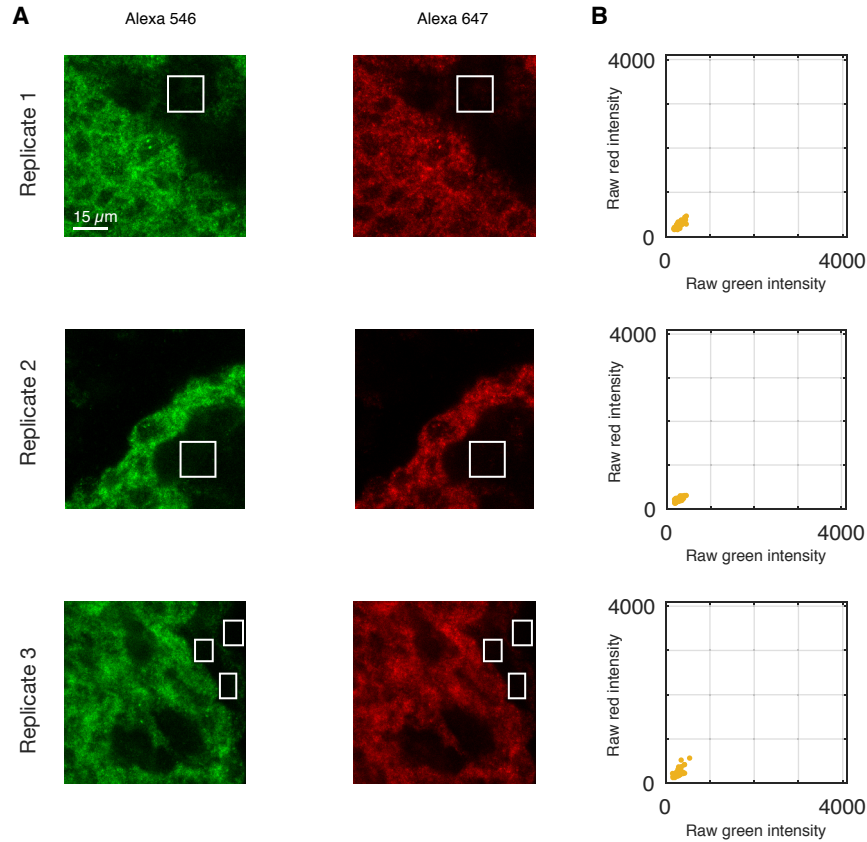 A
Alexa 546
Alexa 647
B
Replicate 1
15 µm
4000
Raw red intensity
0
0
4000
Raw green intensity
Replicate 2
4000
Raw red intensity
0
0
4000
Raw green intensity
Replicate 3
4000
Raw red intensity
0
0
4000
Raw green intensity